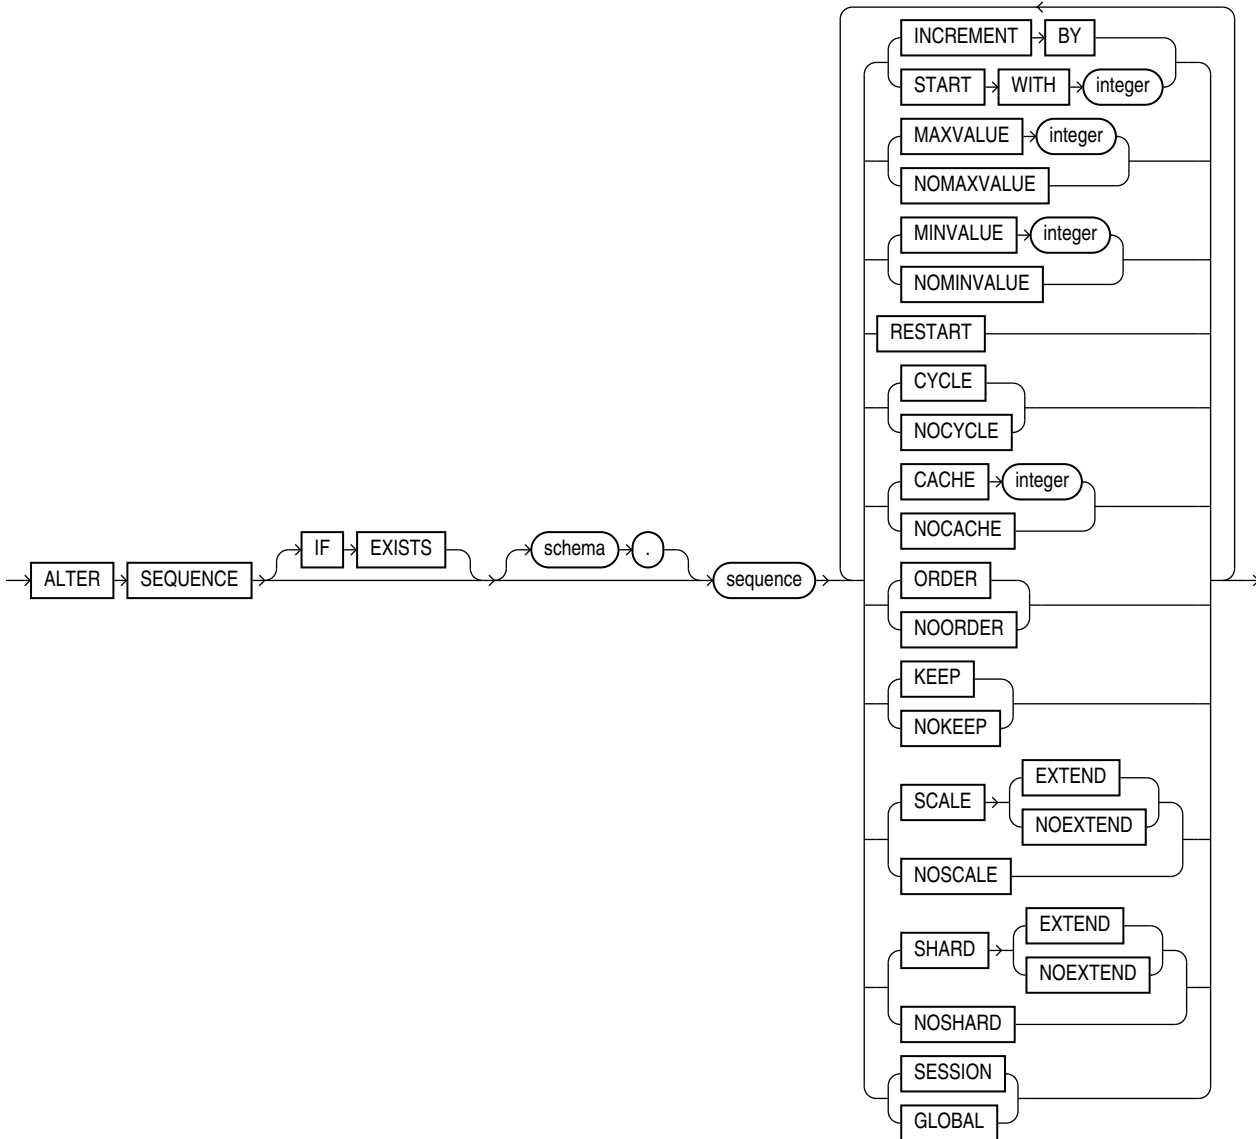 INCREMENT BY
START WITH integer
MAXVALUE integer
NOMAXVALUE
MINVALUE integer
NOMINVALUE
RESTART
CYCLE
NOCYCLE
CACHE integer
NOCACHE
IF EXISTS schema .
ALTER SEQUENCE sequence
ORDER
NOORDER
KEEP
NOKEEP
EXTEND
SCALE
NOEXTEND
NOSCALE
EXTEND
SHARD
NOEXTEND
NOSHARD
SESSION
GLOBAL